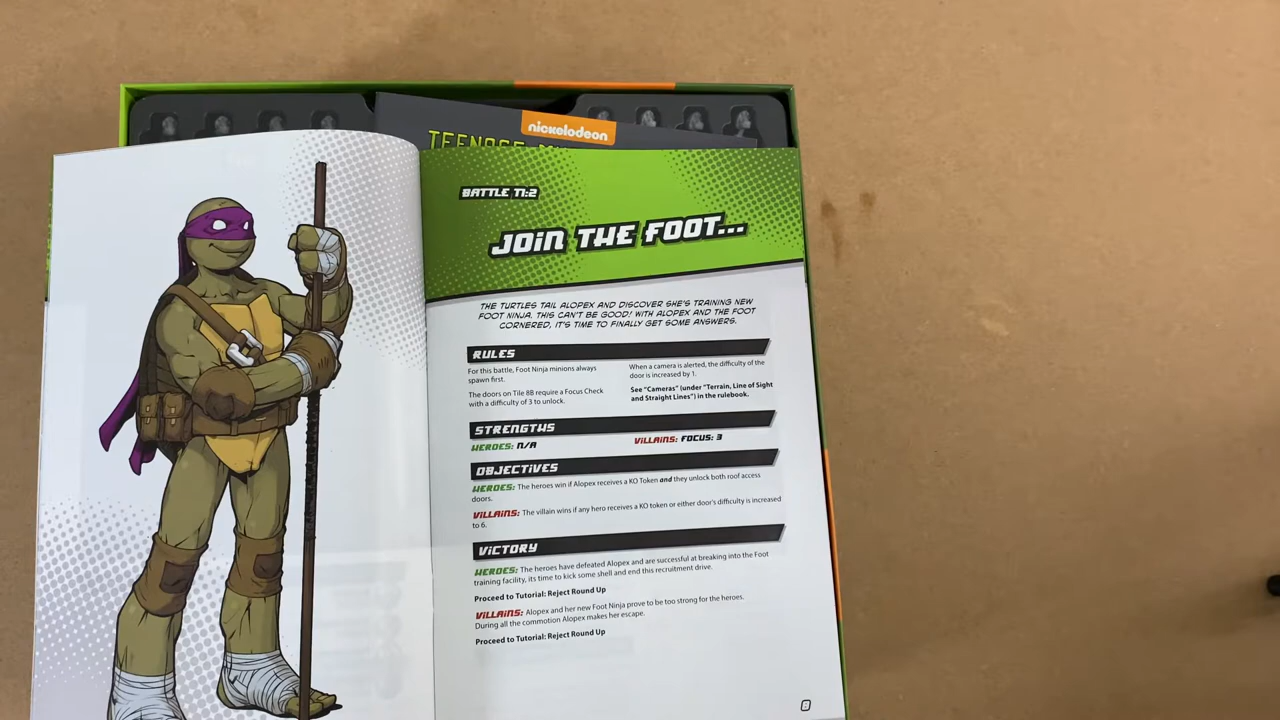 nickelodeon
TEENAGE
BATTLE T1:2
JOIN THE FOOT...
THE TURTLES TAIL ALOPEX AND DISCOVER SHE'S TRAINING NEW
FOOT NINJA. THIS CAN'T BE GOOD! WITH ALOPEX AND THE FOOT
CORNERED, IT'S TIME TO FINALLY GET SOME ANSWERS.
RULES
For this battle, Foot Ninja minions always
spawn first.
The doors on Tile 8B require a Focus Check
with a difficulty of 3 to unlock.
When a camera is alerted, the difficulty of the
door is increased by 1.
See "Cameras" (under "Terrain, Line of Sight
and Straight Lines") in the rulebook.
STRENGTHS
HEROES: N/A
VILLAINS: FOCUS: 3
OBJECTIVES
HEROES: The heroes win if Alopex receives a KO Token and they unlock both roof access
doors.
VILLAINS: The villain wins if any hero receives a KO token or either door's difficulty is increased
to 6.
VICTORY
HEROES: The heroes have defeated Alopex and are successful at breaking into the Foot
training facility, its time to kick some shell and end this recruitment drive.
Proceed to Tutorial: Reject Round Up
VILLAINS: Alopex and her new Foot Ninja prove to be too strong for the heroes.
During all the commotion Alopex makes her escape.
Proceed to Tutorial: Reject Round Up